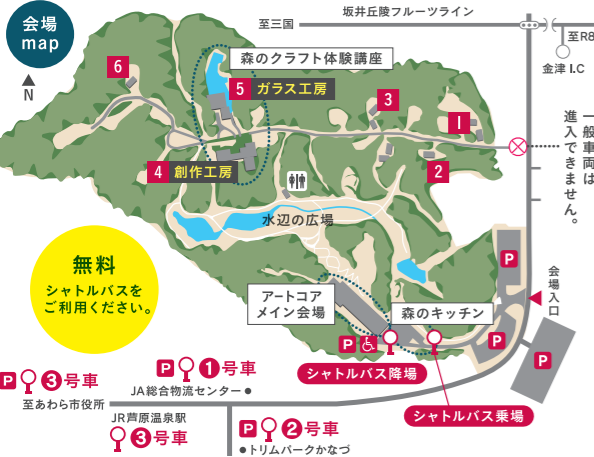 会場
map
N
坂井丘陵フルーツライン
至三国
至R8
金津 I.C
森のクラフト体験講座
6
5 ガラス工房
3
1
一般車両は
進入できません。
4 創作工房
2
水辺の広場
無料
シャトルバスを
ご利用ください。
アートコア
メイン会場
森のキッチン
P
会場入口
P
P
P
P
シャトルバス降場
シャトルバス乗場
P 3号車
至あわら市役所
P 1号車
JA総合物流センター
JR芦原温泉駅
3号車
P 2号車
トリムパークかなづ